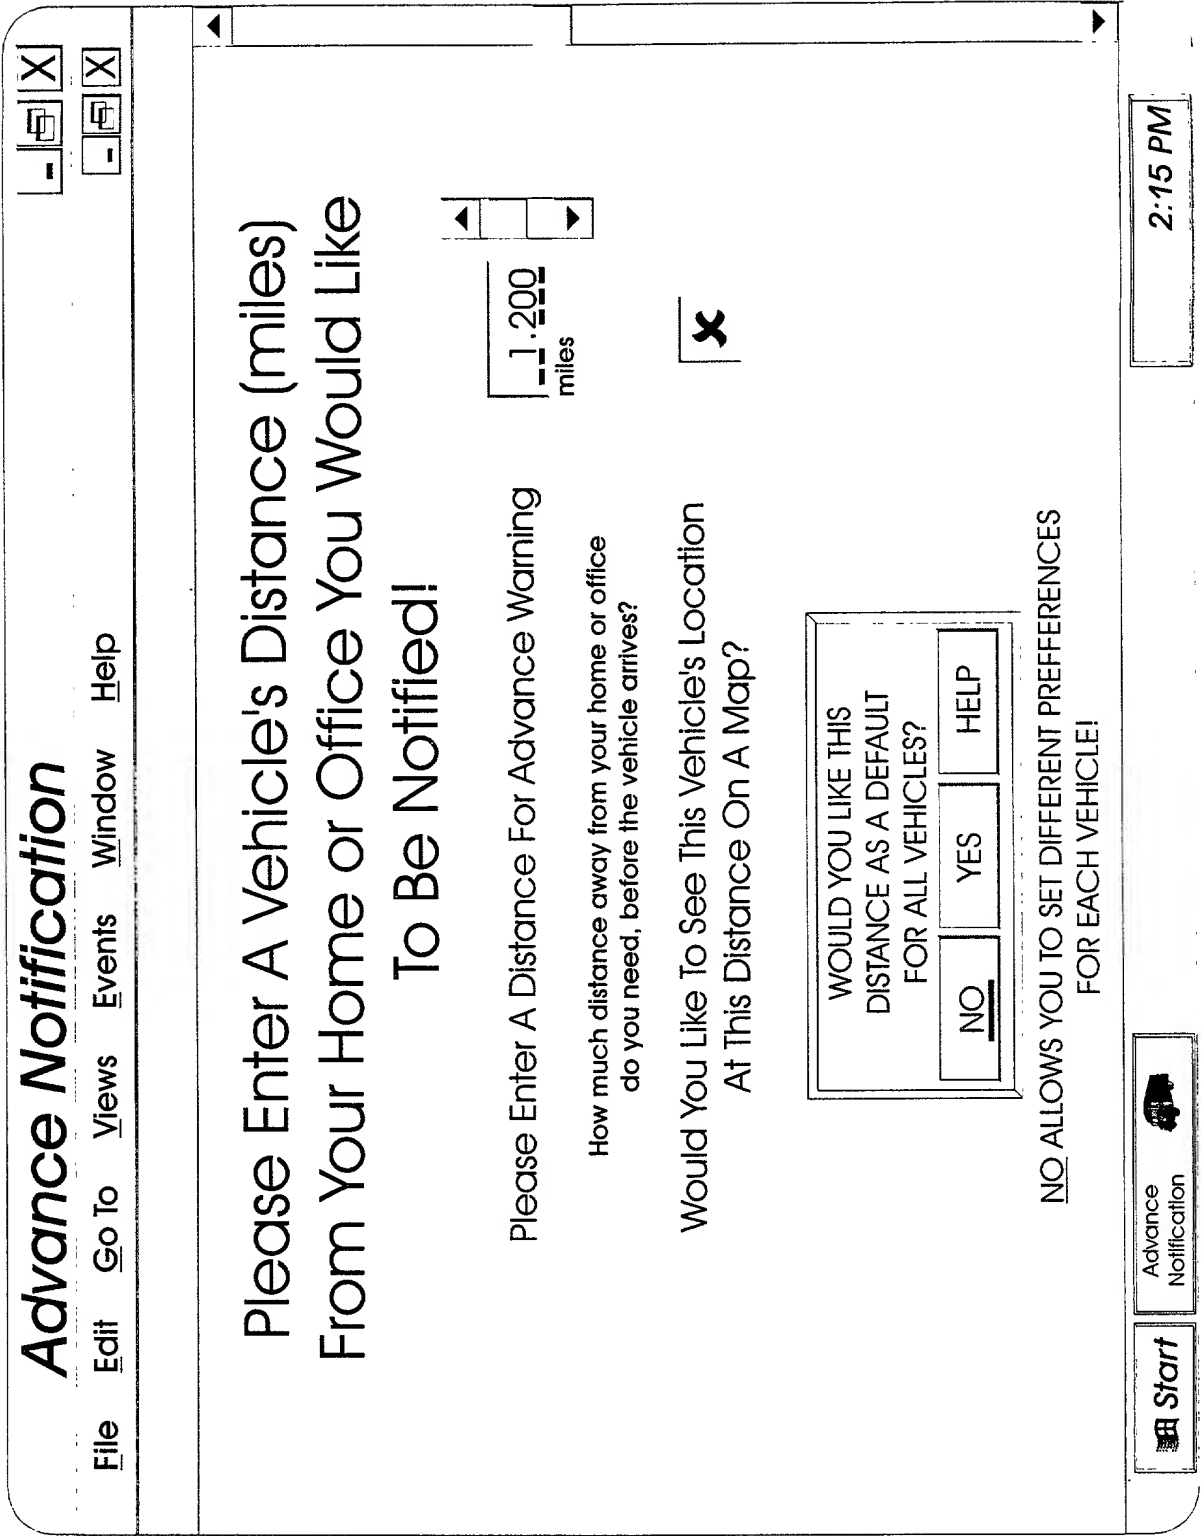 Advance Notification
File Edit Go To Views Events Window Help
Please Enter A Vehicle's Distance (miles)
From Your Home or Office You Would Like
To Be Notified!
Please Enter A Distance For Advance Warning
1.200
miles
How much distance away from your home or office
do you need, before the vehicle arrives?
Would You Like To See This Vehicle's Location
At This Distance On A Map?
WOULD YOU LIKE THIS
DISTANCE AS A DEFAULT
FOR ALL VEHICLES?
NO YES HELP
NO ALLOWS YOU TO SET DIFFERENT PREFFERENCES
FOR EACH VEHICLE!
Start
Advance
Notification
2:15 PM